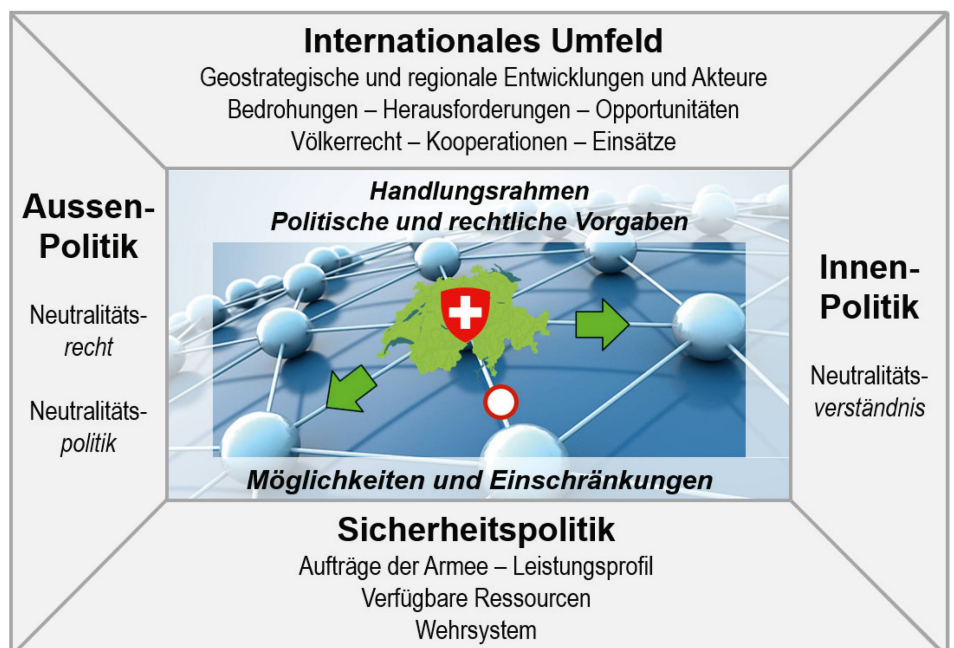 Internationales Umfeld
Geostrategische und regionale Entwicklungen und Akteure
Bedrohungen – Herausforderungen – Opportunitäten
Völkerrecht – Kooperationen – Einsätze
Aussen-
Politik
Neutralitäts-
recht
Neutralitäts-
politik
Handlungsrahmen
Politische und rechtliche Vorgaben
Möglichkeiten und Einschränkungen
Innen-
Politik
Neutralitäts-
verständnis
Sicherheitspolitik
Aufträge der Armee – Leistungsprofil
Verfügbare Ressourcen
Wehrsystem